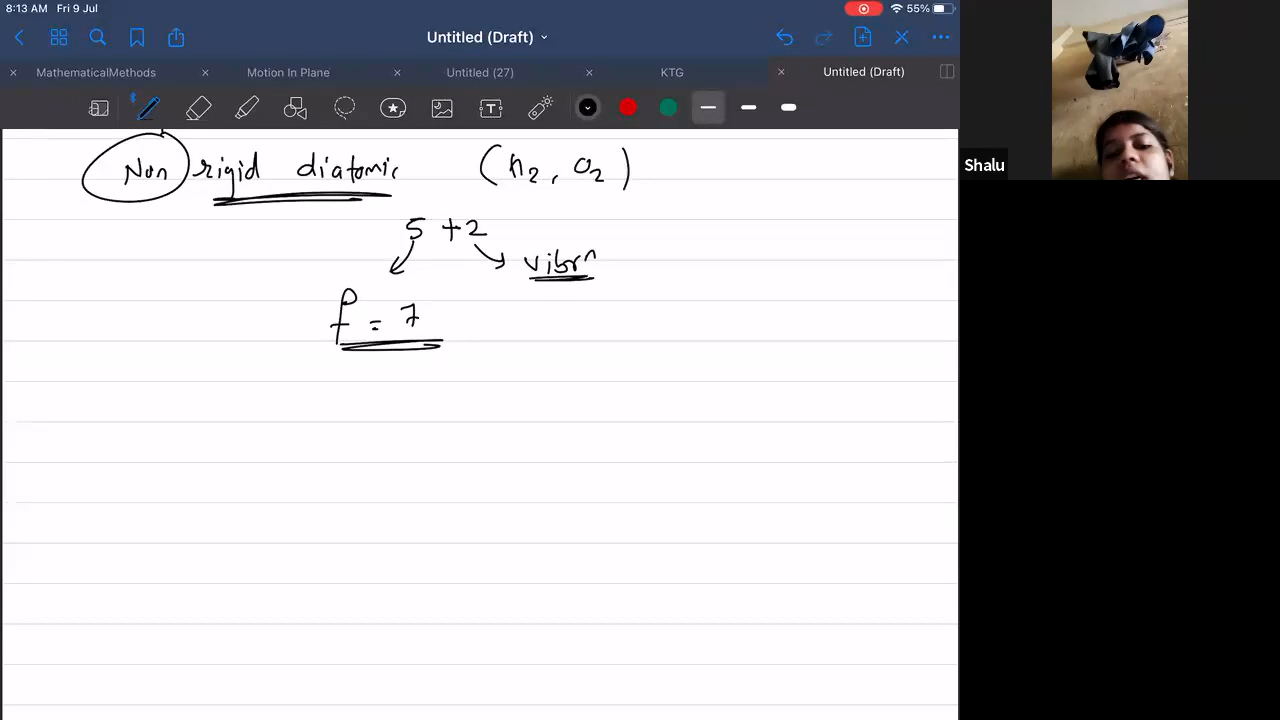 8:13 AM Fri 9 Jul
55%
Untitled (Draft)
MathematicalMethods
Motion In Plane
Untitled (27)
KTG
Untitled (Draft)
Non rigid diatomic (N2, O2)
5 + 2
vibrn
f = 7
Shalu